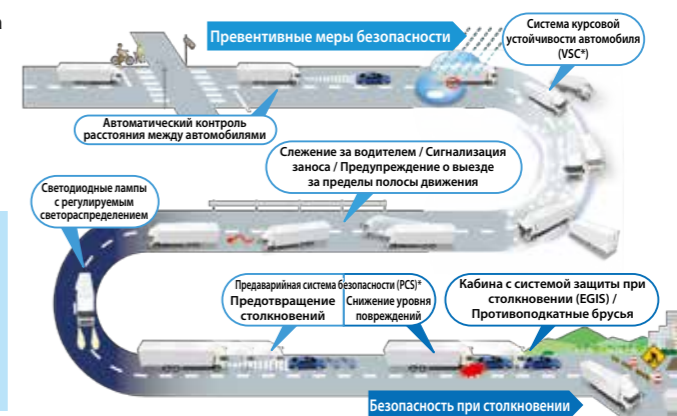 Превентивные меры безопасности
Система курсовой
устойчивости автомобиля
(VSC*)
Автоматический контроль
расстояния между автомобилями
Слежение за водителем / Сигнализация
заноса / Предупреждение о выезде
за пределы полосы движения
Светодиодные лампы
с регулируемым
светораспределением
Предаварийная система безопасности (PCS)*
Предотвращение
столкновений
Снижение уровня
повреждений
Кабина с системой защиты при
столкновении (EGIS) /
Противоподкатные брусья
Безопасность при столкновении